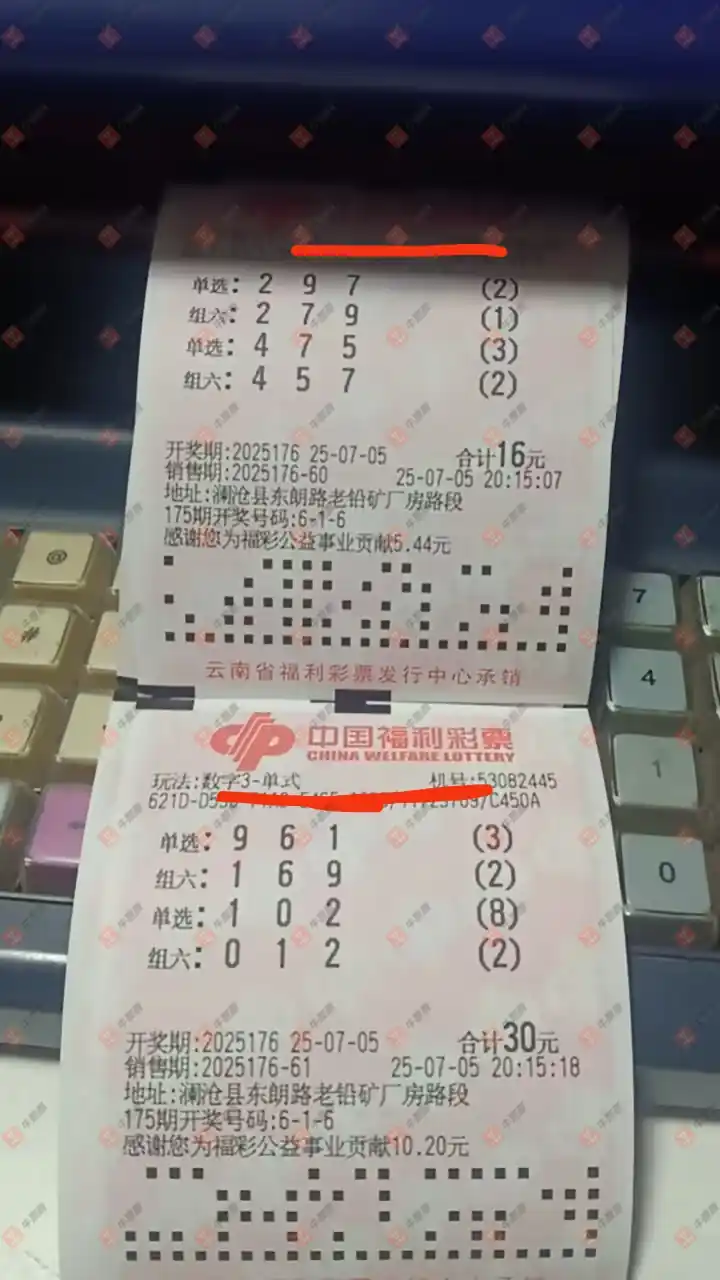 单选: 2 9 7 (2)
组六: 2 7 9 (1)
单选: 4 7 5 (3)
组六: 4 5 7 (2)
开奖期:2025176 25-07-05 合计16元
销售期:2025176-60 25-07-05 20:15:07
地址:澜沧县东朗路老铅矿厂房路段
175期开奖号码:6-1-6
感谢您为福彩公益事业贡献5.44元
云南省福利彩票发行中心承销
中国福利彩票
CHINA WELFARE LOTTERY
玩法:数字3-单式 机号:53082445
621D- /C450A
单选: 9 6 1 (3)
组六: 1 6 9 (2)
单选: 1 0 2 (8)
组六: 0 1 2 (2)
开奖期:2025176 25-07-05 合计30元
销售期:2025176-61 25-07-05 20:15:18
地址:澜沧县东朗路老铅矿厂房路段
175期开奖号码:6-1-6
感谢您为福彩公益事业贡献10.20元
@
#
7
4
1
0